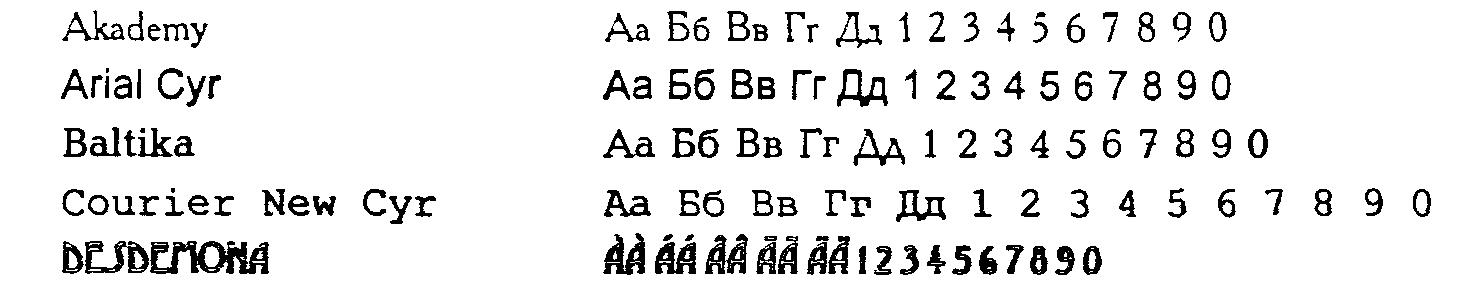 Akademy Аа Бб Вв Гг Дд 1 2 3 4 5 6 7 8 9 0
Arial Cyr Аа Бб Вв Гг Дд 1 2 3 4 5 6 7 8 9 0
Baltika Аа Бб Вв Гг Дд 1 2 3 4 5 6 7 8 9 0
Courier New Cyr Аа Бб Вв Гг Дд 1 2 3 4 5 6 7 8 9 0
DESDEMONA ÀÀ ÁÁ ÂÂ ÃÃ ÄÄ 1 2 3 4 5 6 7 8 9 0